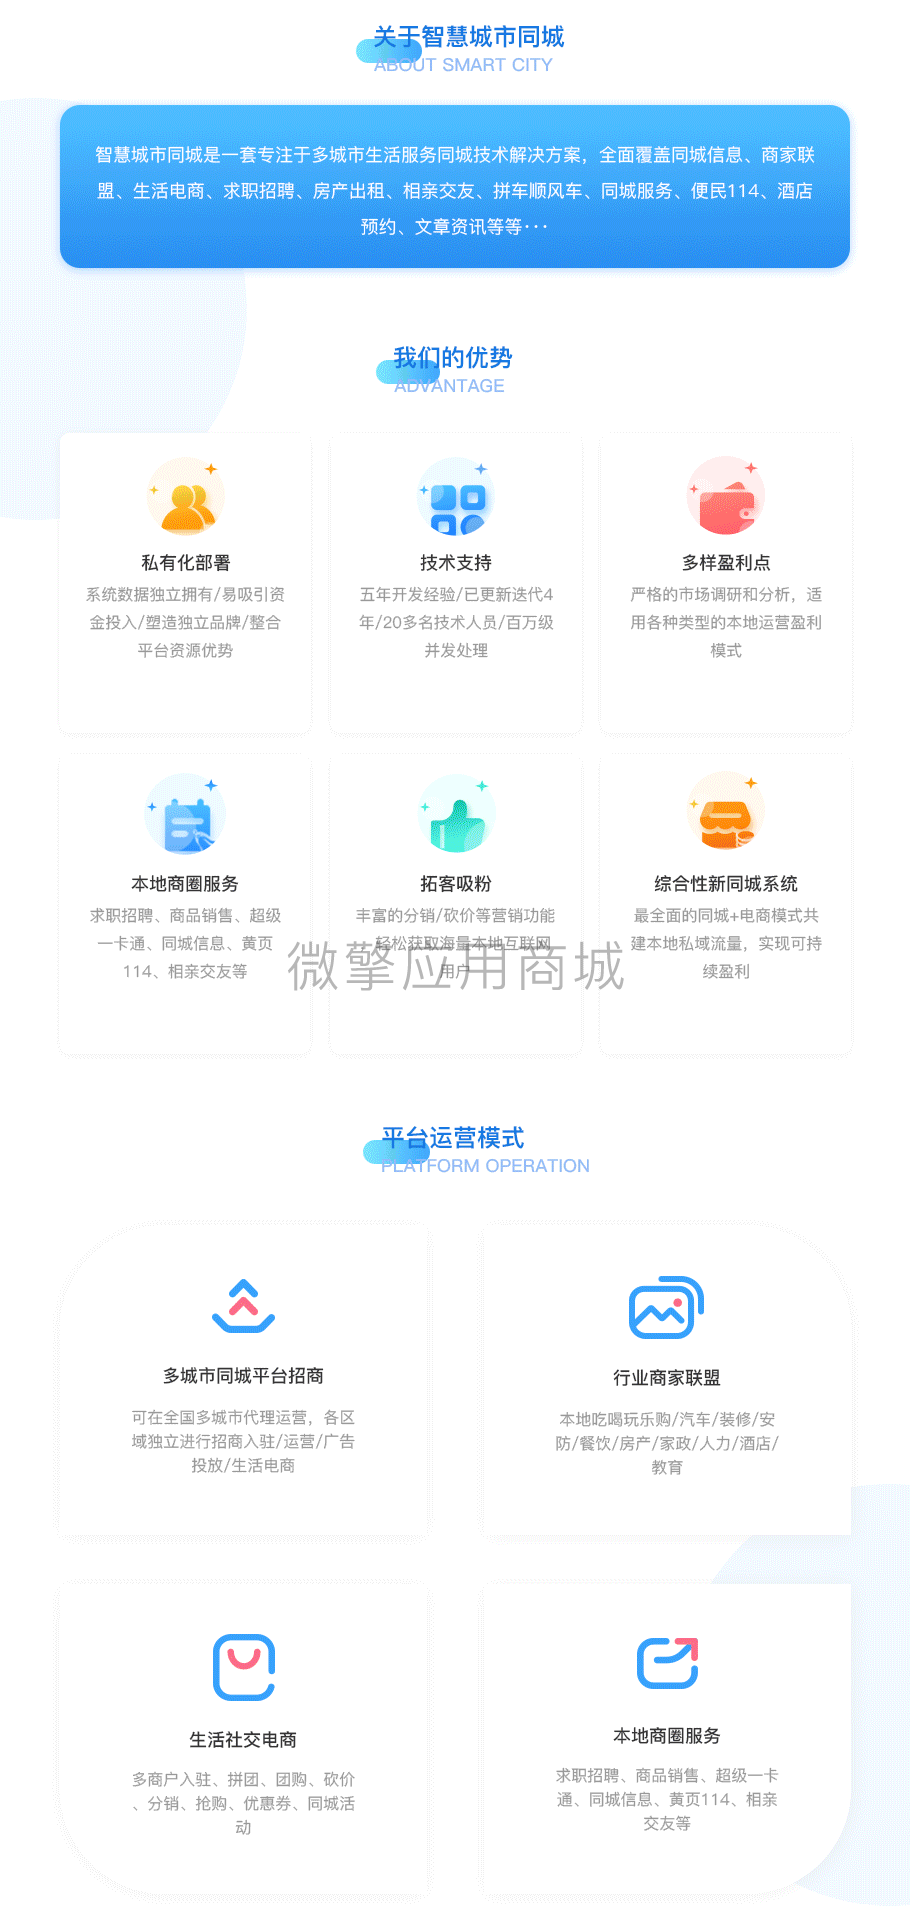 关于智慧城市同城
ABOUT SMART CITY
智慧城市同城是一套专注于多城市生活服务同城技术解决方案，全面覆盖同城信息、商家联
盟、生活电商、求职招聘、房产出租、相亲交友、拼车顺风车、同城服务、便民114、酒店
预约、文章资讯等等···
我们的优势
ADVANTAGE
私有化部署
系统数据独立拥有/易吸引资
金投入/塑造独立品牌/整合
平台资源优势
技术支持
五年开发经验/已更新迭代4
年/20多名技术人员/百万级
并发处理
多样盈利点
严格的市场调研和分析，适
用各种类型的本地运营盈利
模式
本地商圈服务
求职招聘、商品销售、超级
一卡通、同城信息、黄页
114、相亲交友等
拓客吸粉
丰富的分销/砍价等营销功能
，轻松获取海量本地互联网
用户
综合性新同城系统
最全面的同城+电商模式共
建本地私域流量，实现可持
续盈利
微擎应用商城
平台运营模式
PLATFORM OPERATION
多城市同城平台招商
可在全国多城市代理运营，各区
域独立进行招商入驻/运营/广告
投放/生活电商
行业商家联盟
本地吃喝玩乐购/汽车/装修/安
防/餐饮/房产/家政/人力/酒店/
教育
生活社交电商
多商户入驻、拼团、团购、砍价
、分销、抢购、优惠券、同城活
动
本地商圈服务
求职招聘、商品销售、超级一卡
通、同城信息、黄页114、相亲
交友等